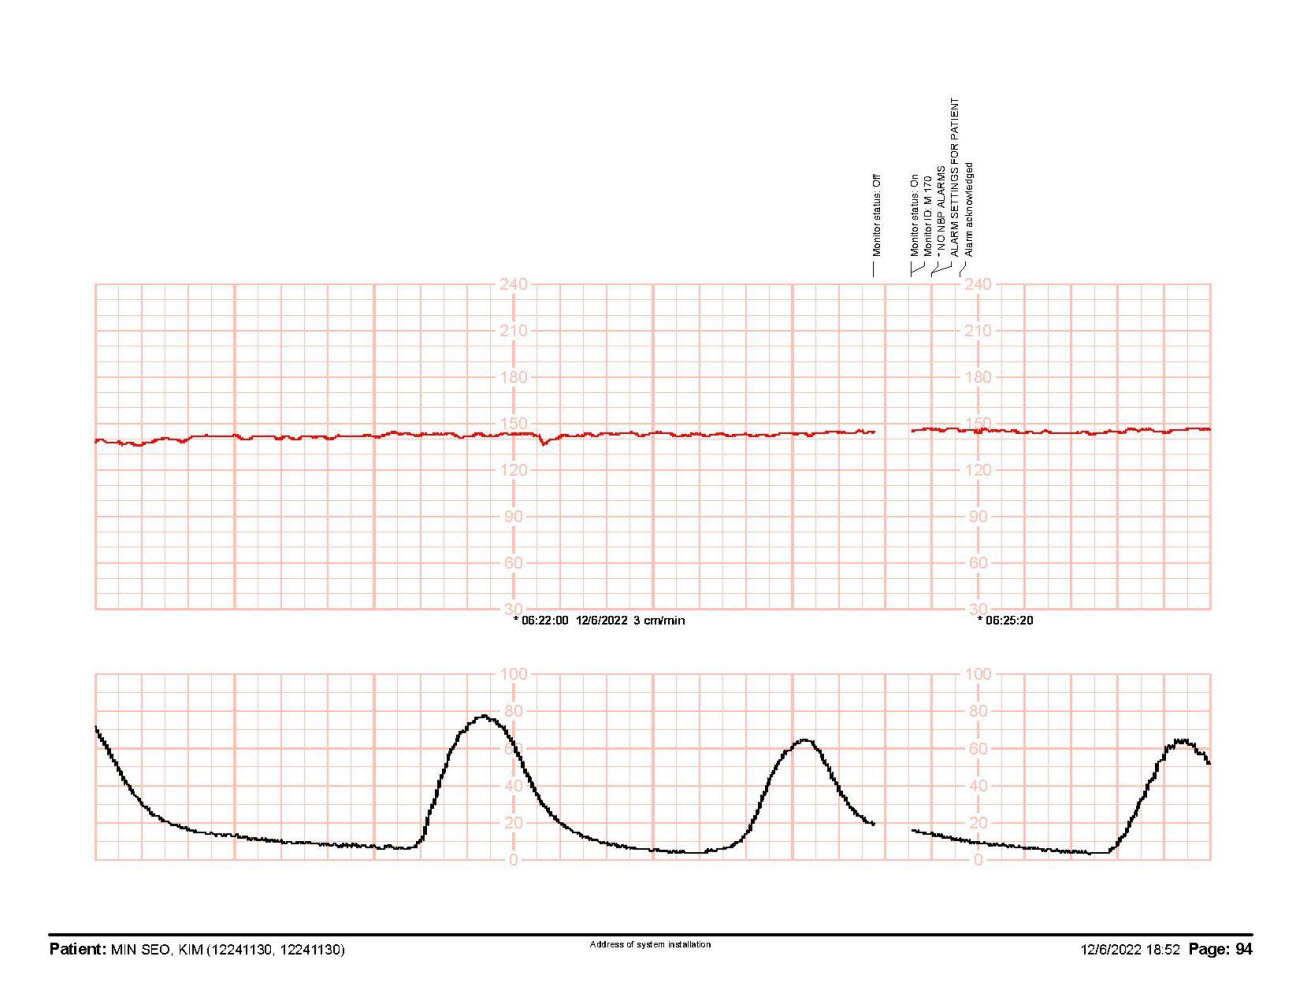 Monitor status: Off
Monitor status: On
Monitor ID: M 170
* NO NBP ALARMS
ALARM SETTINGS FOR PATIENT
Alarm acknowledged
240 240
210 210
180 180
150 150
120 120
90 90
60 60
30 30
* 06:22:00 12/6/2022 3 cm/min * 06:25:20
100 100
80 80
60 60
40 40
20 20
0 0
Patient: MIN SEO, KIM (12241130, 12241130) Address of system installation 12/6/2022 18:52 Page: 94